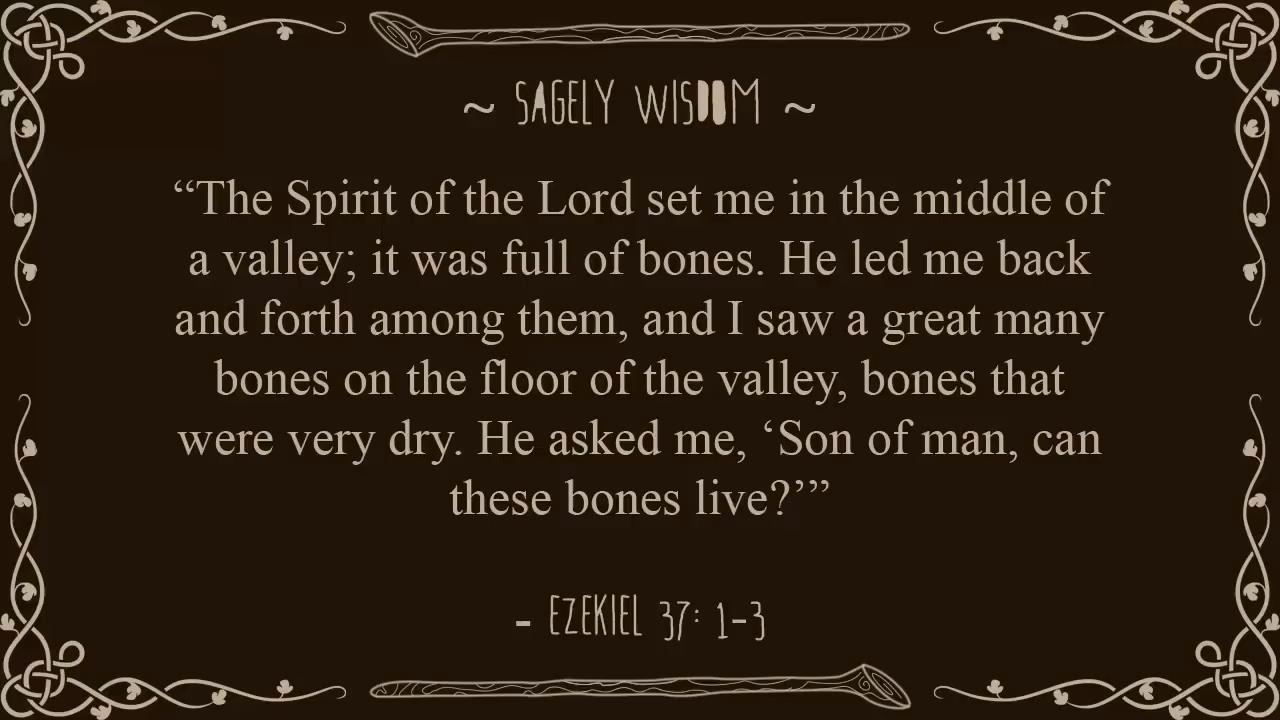 ~ SAGELY WISDOM ~
“The Spirit of the Lord set me in the middle of
a valley; it was full of bones. He led me back
and forth among them, and I saw a great many
bones on the floor of the valley, bones that
were very dry. He asked me, ‘Son of man, can
these bones live?’”
- EZEKIEL 37: 1-3